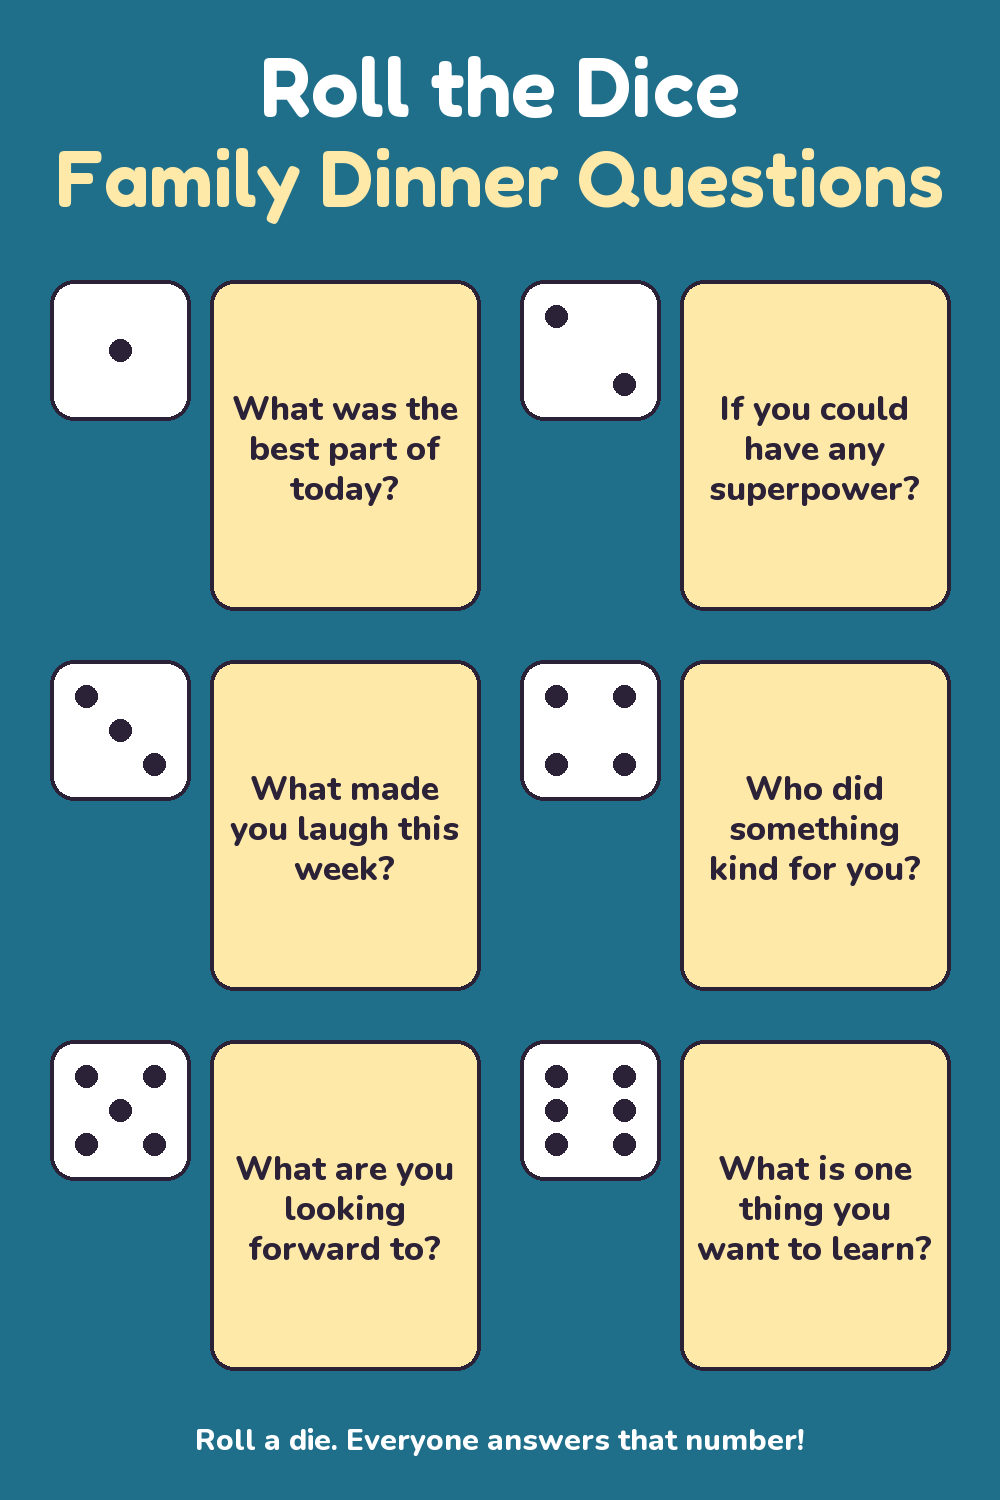 Roll the Dice
Family Dinner Questions
What was the
best part of
today?
If you could
have any
superpower?
What made
you laugh this
week?
Who did
something
kind for you?
What are you
looking
forward to?
What is one
thing you
want to learn?
Roll a die. Everyone answers that number!